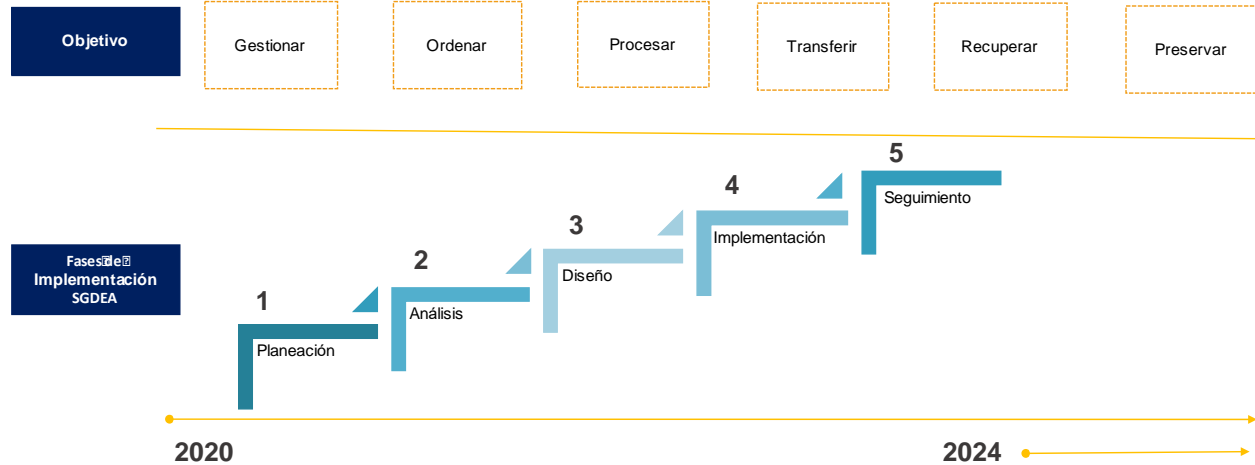 Objetivo
Gestionar
Ordenar
Procesar
Transferir
Recuperar
Preservar
5
Seguimiento
4
Implementación
3
Diseño
2
Análisis
1
Planeación
Fases de
Implementación
SGDEA
2020
2024